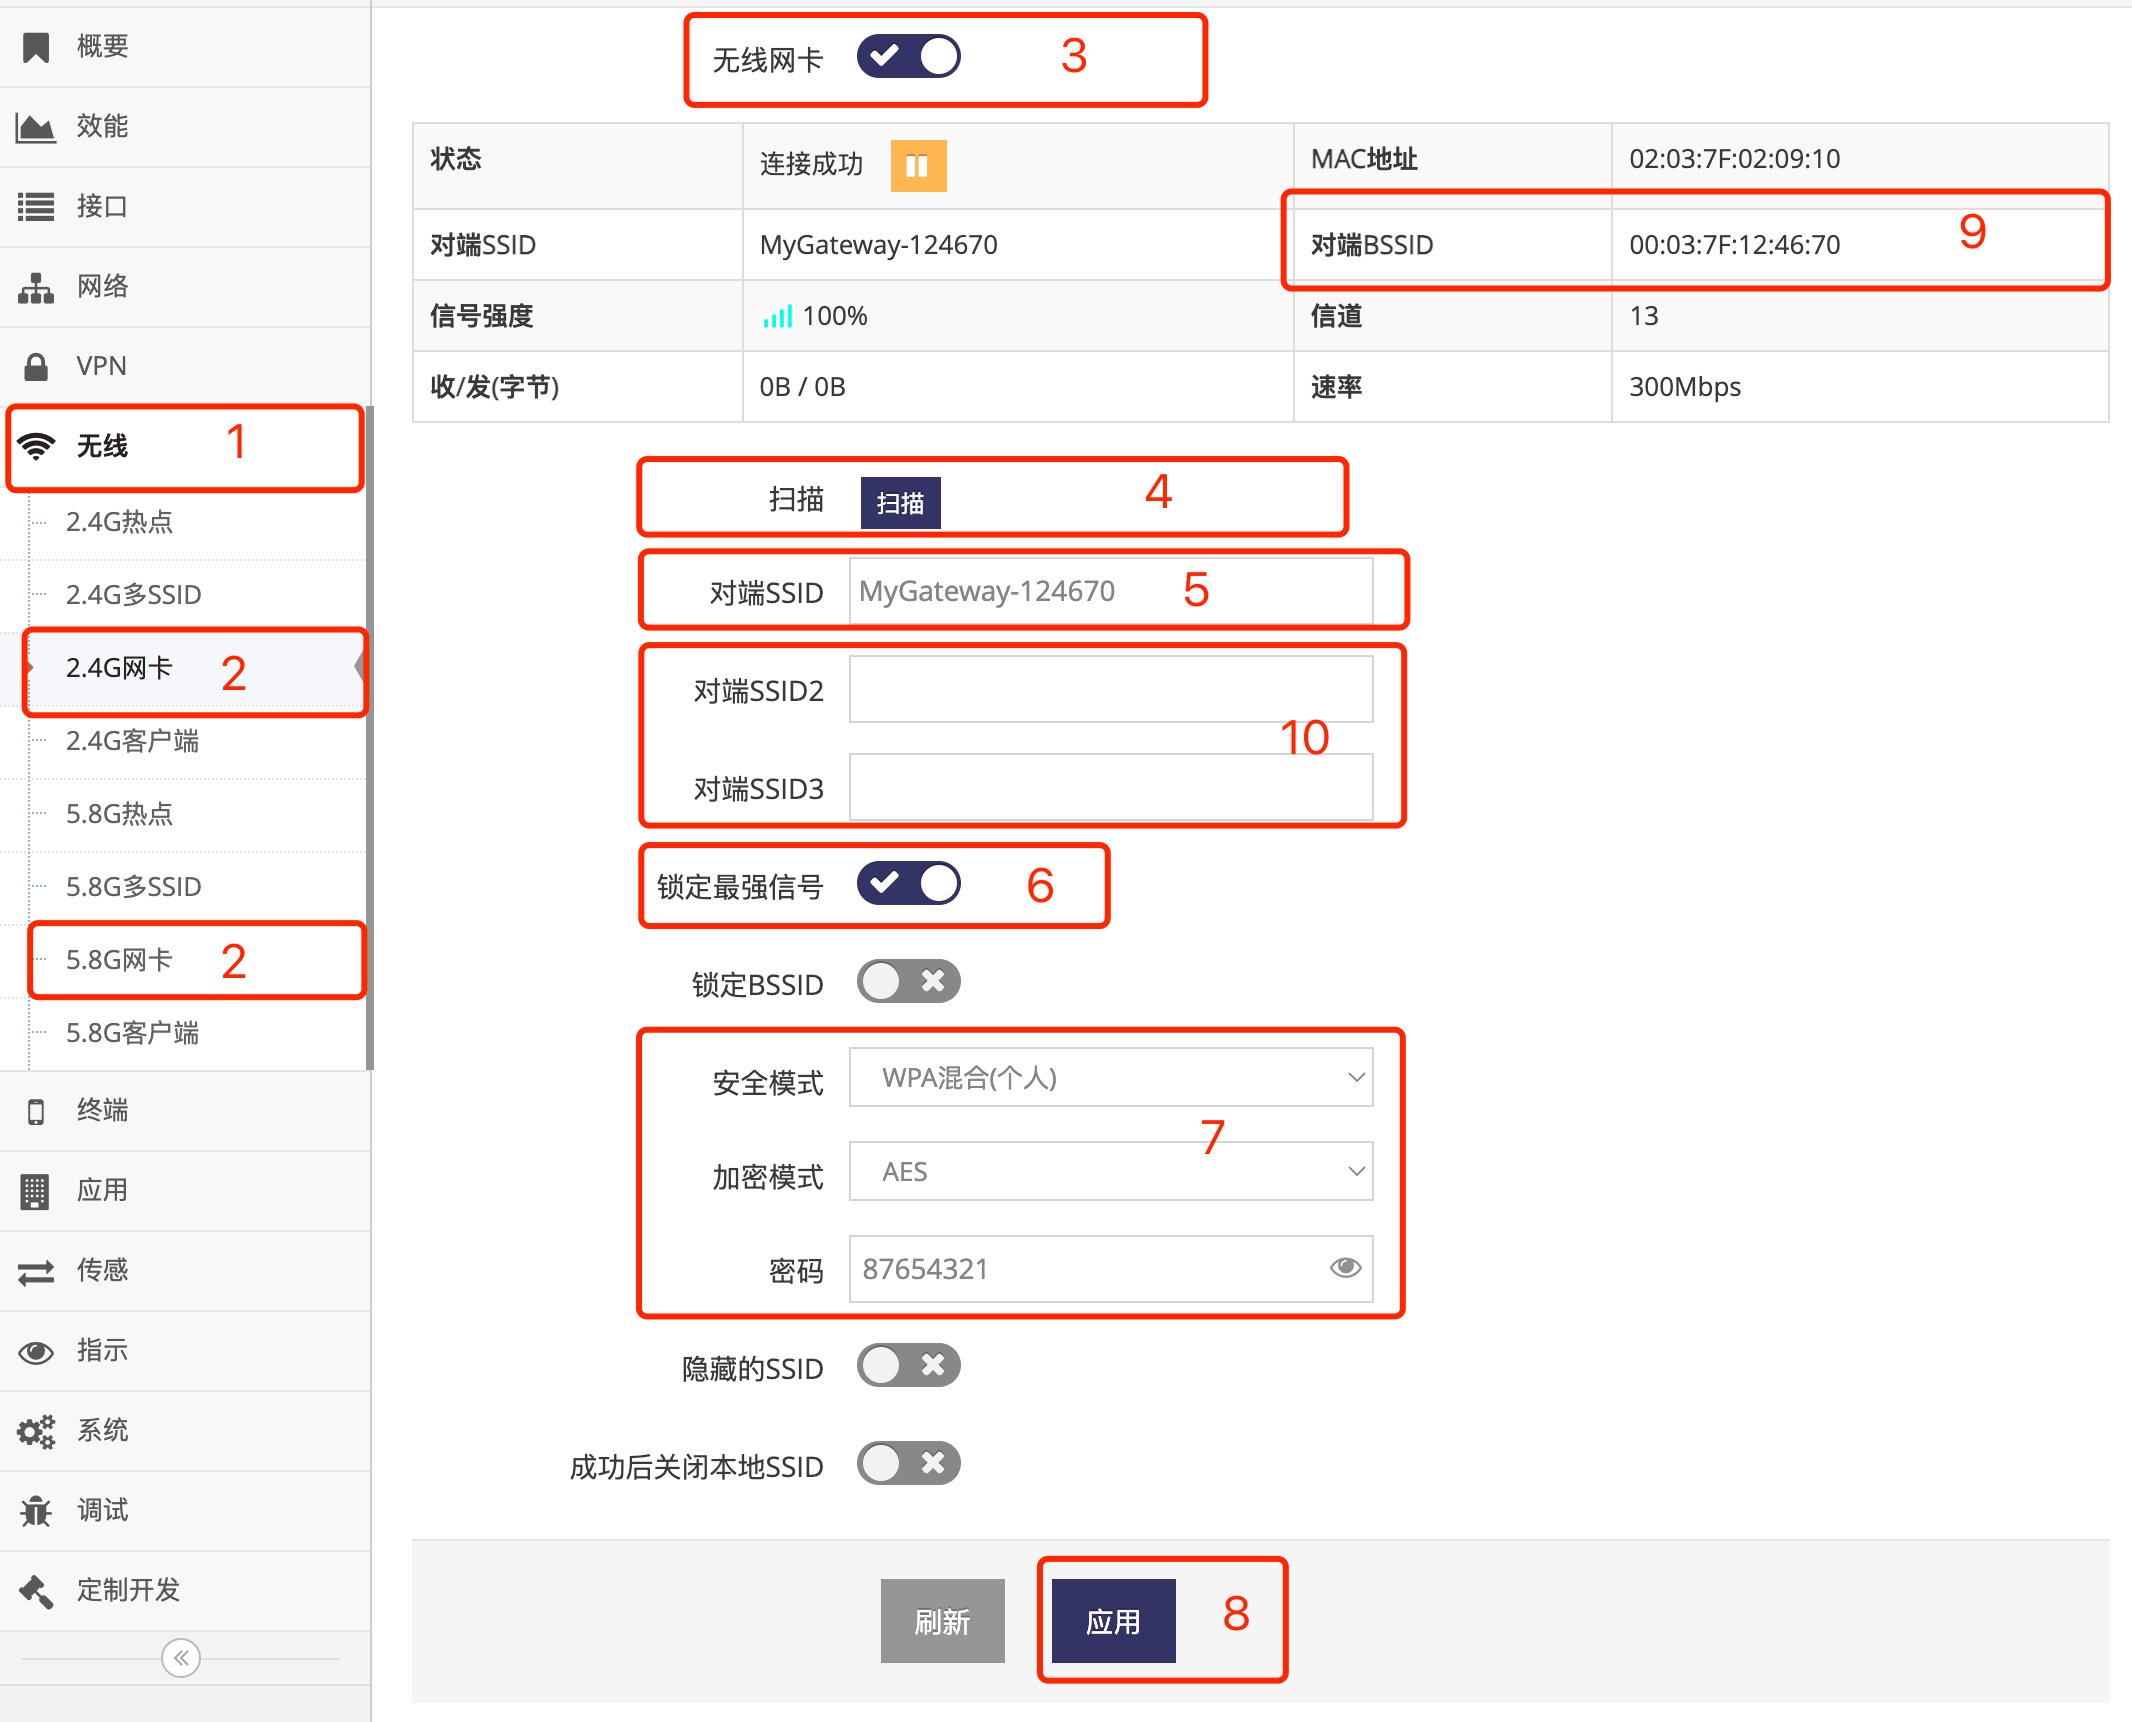 概要
效能
接口
网络
VPN
无线 1
2.4G热点
2.4G多SSID
2.4G网卡 2
2.4G客户端
5.8G热点
5.8G多SSID
5.8G网卡 2
5.8G客户端
终端
应用
传感
指示
系统
调试
定制开发
无线网卡 3
状态 连接成功 MAC地址 02:03:7F:02:09:10
对端SSID MyGateway-124670 对端BSSID 00:03:7F:12:46:70 9
信号强度 100% 信道 13
收/发(字节) 0B / 0B 速率 300Mbps
扫描 扫描 4
对端SSID MyGateway-124670 5
对端SSID2
10
对端SSID3
锁定最强信号 6
锁定BSSID
安全模式 WPA混合(个人)
7
加密模式 AES
密码 87654321
隐藏的SSID
成功后关闭本地SSID
刷新 应用 8